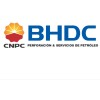 BHDC
CNPC PERFORACIÓN & SERVICIOS DE PETROLEO